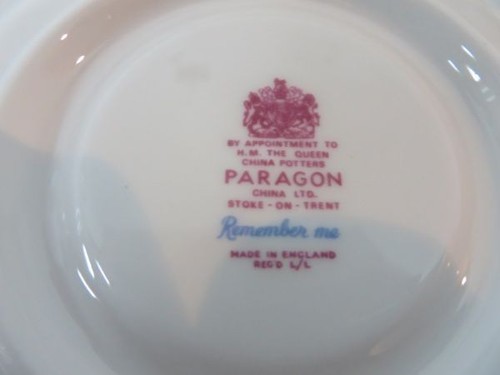 BY APPOINTMENT TO
H.M. THE QUEEN
CHINA POTTERS
PARAGON
CHINA LTD.
STOKE-ON-TRENT
Remember me
MADE IN ENGLAND
REG'D L/L